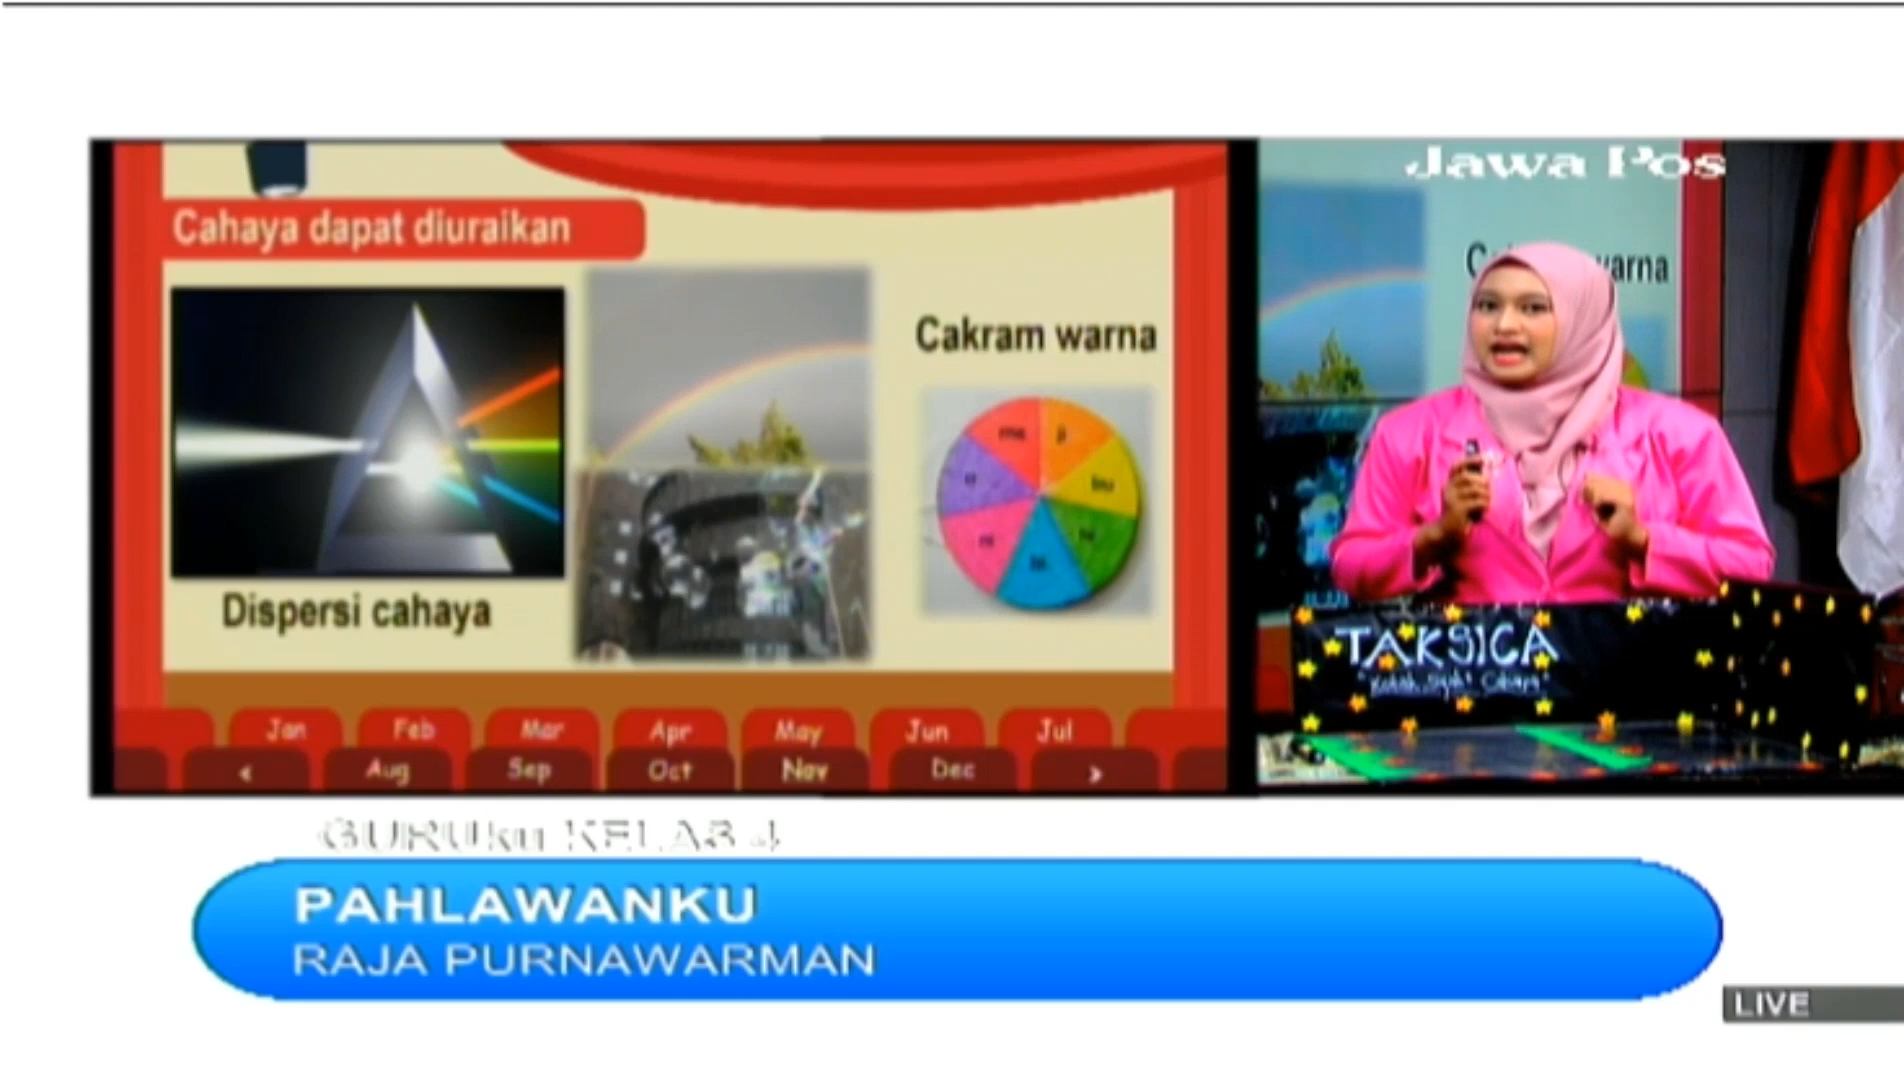 Jawa Pos
Cahaya dapat diuraikan
Cakram warna
Dispersi cahaya
warna
TAKSICA
Jan Feb Mar Apr May Jun Jul
< Aug Sep Oct Nov Dec >
GURUku KELAS 4
PAHLAWANKU
RAJA PURNAWARMAN
LIVE